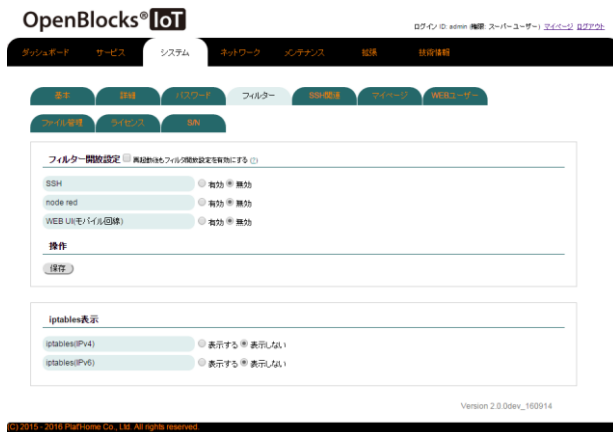 OpenBlocks® IoT
ログイン ID: admin (権限: スーパーユーザー) マイページ ログアウト
ダッシュボード サービス システム ネットワーク メンテナンス 拡張 技術情報
基本 詳細 パスワード フィルター SSH関連 マイページ WEBユーザー
ファイル管理 ライセンス S/N
フィルター開放設定 再起動後もフィルタ開放設定を有効にする (?)
SSH 有効 無効
node red 有効 無効
WEB UI(モバイル回線) 有効 無効
操作
保存
iptables表示
iptables(IPv4) 表示する 表示しない
iptables(IPv6) 表示する 表示しない
Version 2.0.0dev_160914
(C) 2015 - 2016 Plat'Home Co., Ltd. All rights reserved.